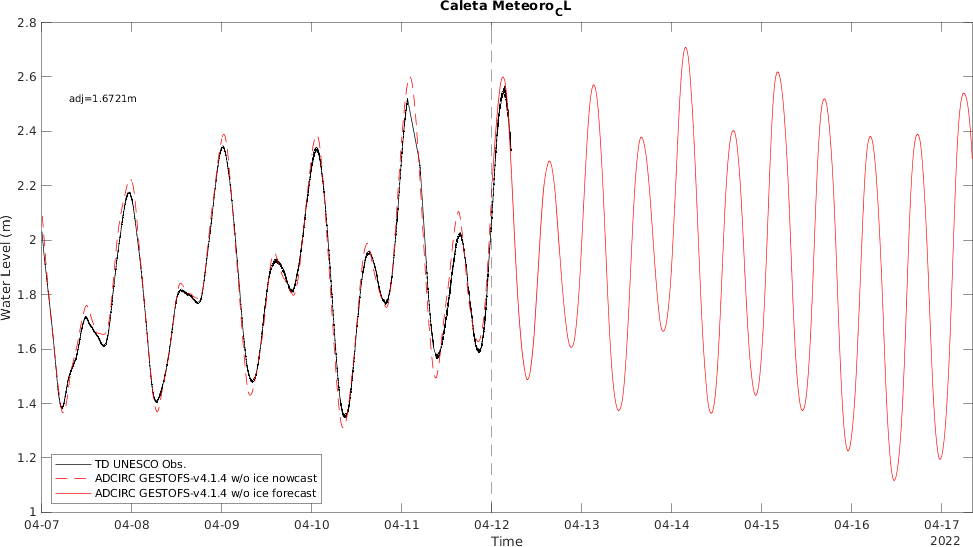 Caleta Meteoro_CL
2.8
2.6
2.4
2.2
2
1.8
1.6
1.4
1.2
1
Water Level (m)
adj=1.6721m
TD UNESCO Obs.
ADCIRC GESTOFS-v4.1.4 w/o ice nowcast
ADCIRC GESTOFS-v4.1.4 w/o ice forecast
04-07 04-08 04-09 04-10 04-11 04-12 04-13 04-14 04-15 04-16 04-17
Time
2022